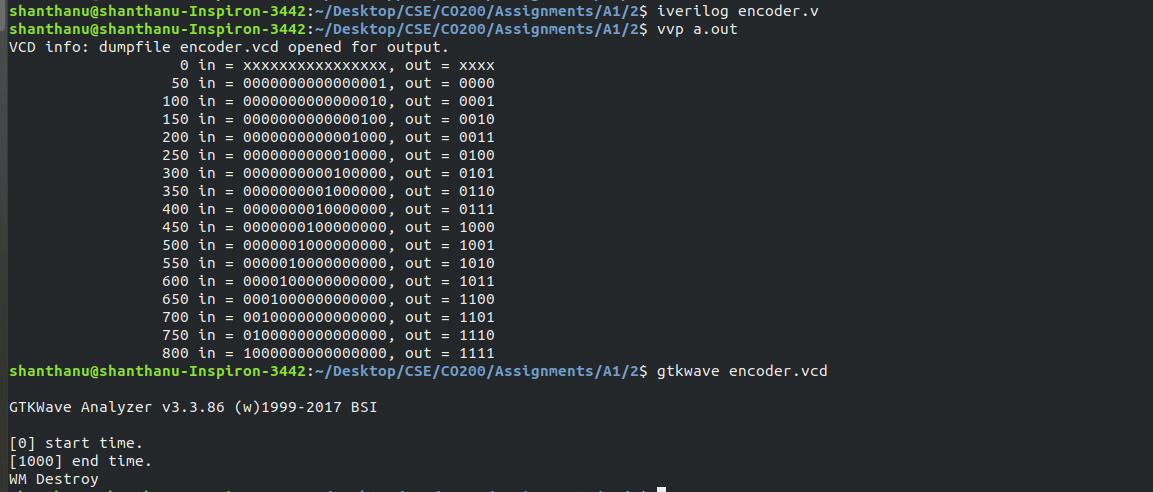 shanthanu@shanthanu-Inspiron-3442:~/Desktop/CSE/CO200/Assignments/A1/2$ iverilog encoder.v
shanthanu@shanthanu-Inspiron-3442:~/Desktop/CSE/CO200/Assignments/A1/2$ vvp a.out
VCD info: dumpfile encoder.vcd opened for output.
0 in = xxxxxxxxxxxxxxxx, out = xxxx
50 in = 0000000000000001, out = 0000
100 in = 0000000000000010, out = 0001
150 in = 0000000000000100, out = 0010
200 in = 0000000000001000, out = 0011
250 in = 0000000000010000, out = 0100
300 in = 0000000000100000, out = 0101
350 in = 0000000001000000, out = 0110
400 in = 0000000010000000, out = 0111
450 in = 0000000100000000, out = 1000
500 in = 0000001000000000, out = 1001
550 in = 0000010000000000, out = 1010
600 in = 0000100000000000, out = 1011
650 in = 0001000000000000, out = 1100
700 in = 0010000000000000, out = 1101
750 in = 0100000000000000, out = 1110
800 in = 1000000000000000, out = 1111
shanthanu@shanthanu-Inspiron-3442:~/Desktop/CSE/CO200/Assignments/A1/2$ gtkwave encoder.vcd
GTKWave Analyzer v3.3.86 (w)1999-2017 BSI
[0] start time.
[1000] end time.
WM Destroy